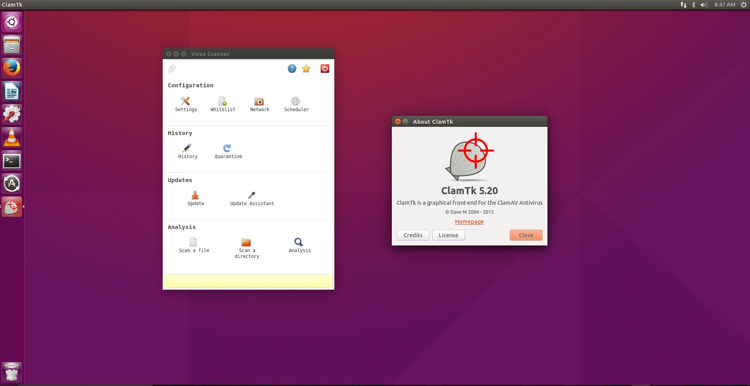 ClamTk
8:47 AM
Virus Scanner
Configuration
Settings
Whitelist
Network
Scheduler
History
History
Quarantine
Updates
Update
Update Assistant
Analysis
Scan a file
Scan a
directory
Analysis
About ClamTk
ClamTk 5.20
ClamTk is a graphical front-end for the ClamAV Antivirus
© Dave M 2004 - 2015
Homepage
Credits
License
Close